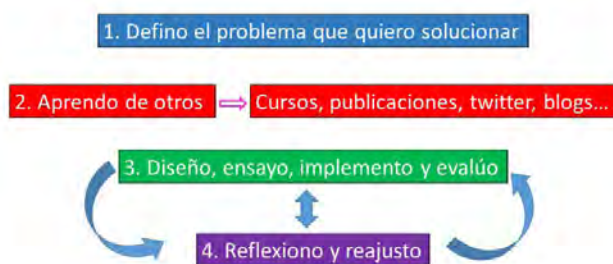 1. Defino el problema que quiero solucionar
2. Aprendo de otros
Cursos, publicaciones, twitter, blogs...
3. Diseño, ensayo, implemento y evalúo
4. Reflexiono y reajusto